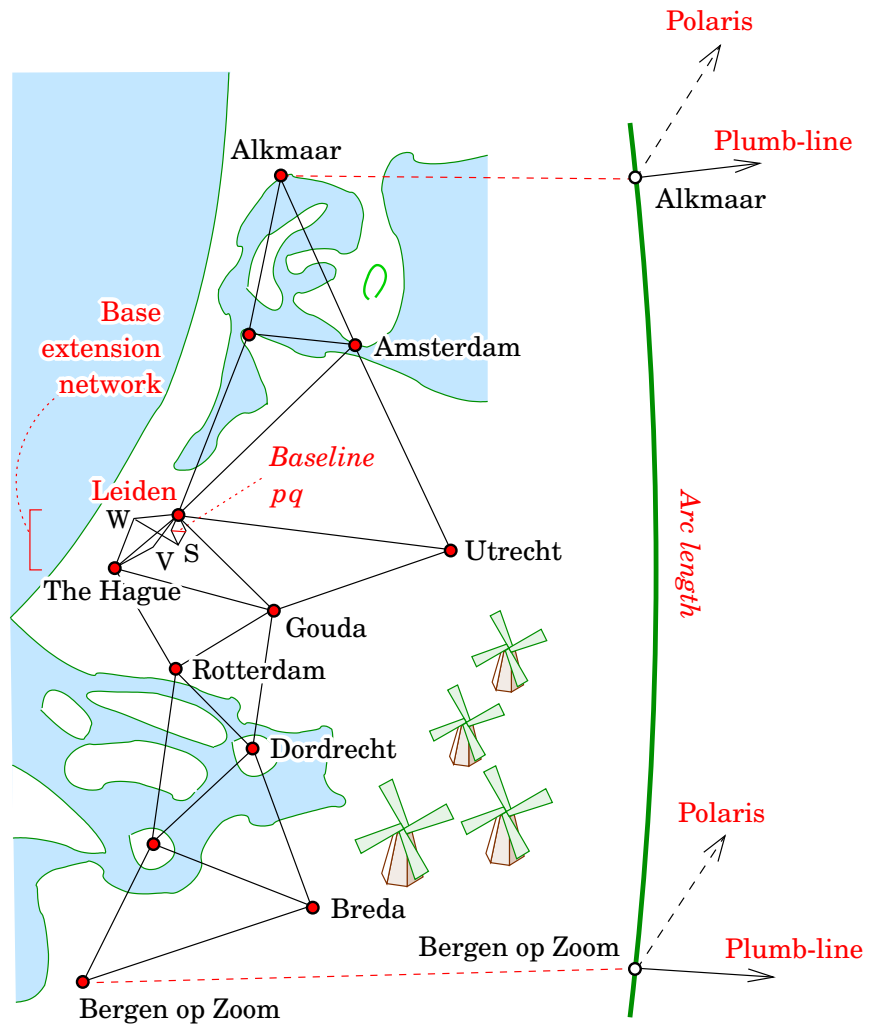 Polaris
Plumb-line
Alkmaar
Alkmaar
Base
extension
network
Amsterdam
Baseline
pq
Leiden
W
V
S
Utrecht
The Hague
Gouda
Arc length
Rotterdam
Dordrecht
Polaris
Breda
Bergen op Zoom
Plumb-line
Bergen op Zoom